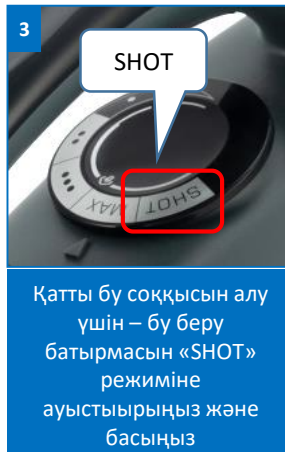 3
SHOT
SHOT
MAX
Қатты бу соққысын алу
үшін – бу беру
батырмасын «SHOT»
режиміне
ауыстыырыңыз және
басыңыз